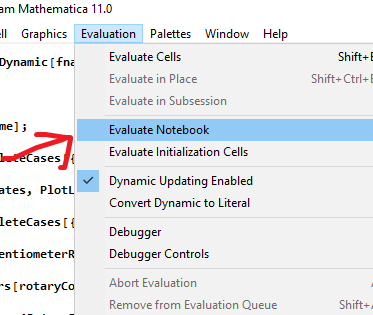 am Mathematica 11.0
ell Graphics Evaluation Palettes Window Help
Dynamic[fna
Evaluate Cells Shift+E
Evaluate in Place Shift+Ctrl+E
Evaluate in Subsession
me];
Evaluate Notebook
leteCases[{
Evaluate Initialization Cells
ates, PlotL
Dynamic Updating Enabled
leteCases[{
Convert Dynamic to Literal
entiometerR
Debugger
rs[rotaryCo
Debugger Controls
Abort Evaluation
Remove from Evaluation Queue Shift+A